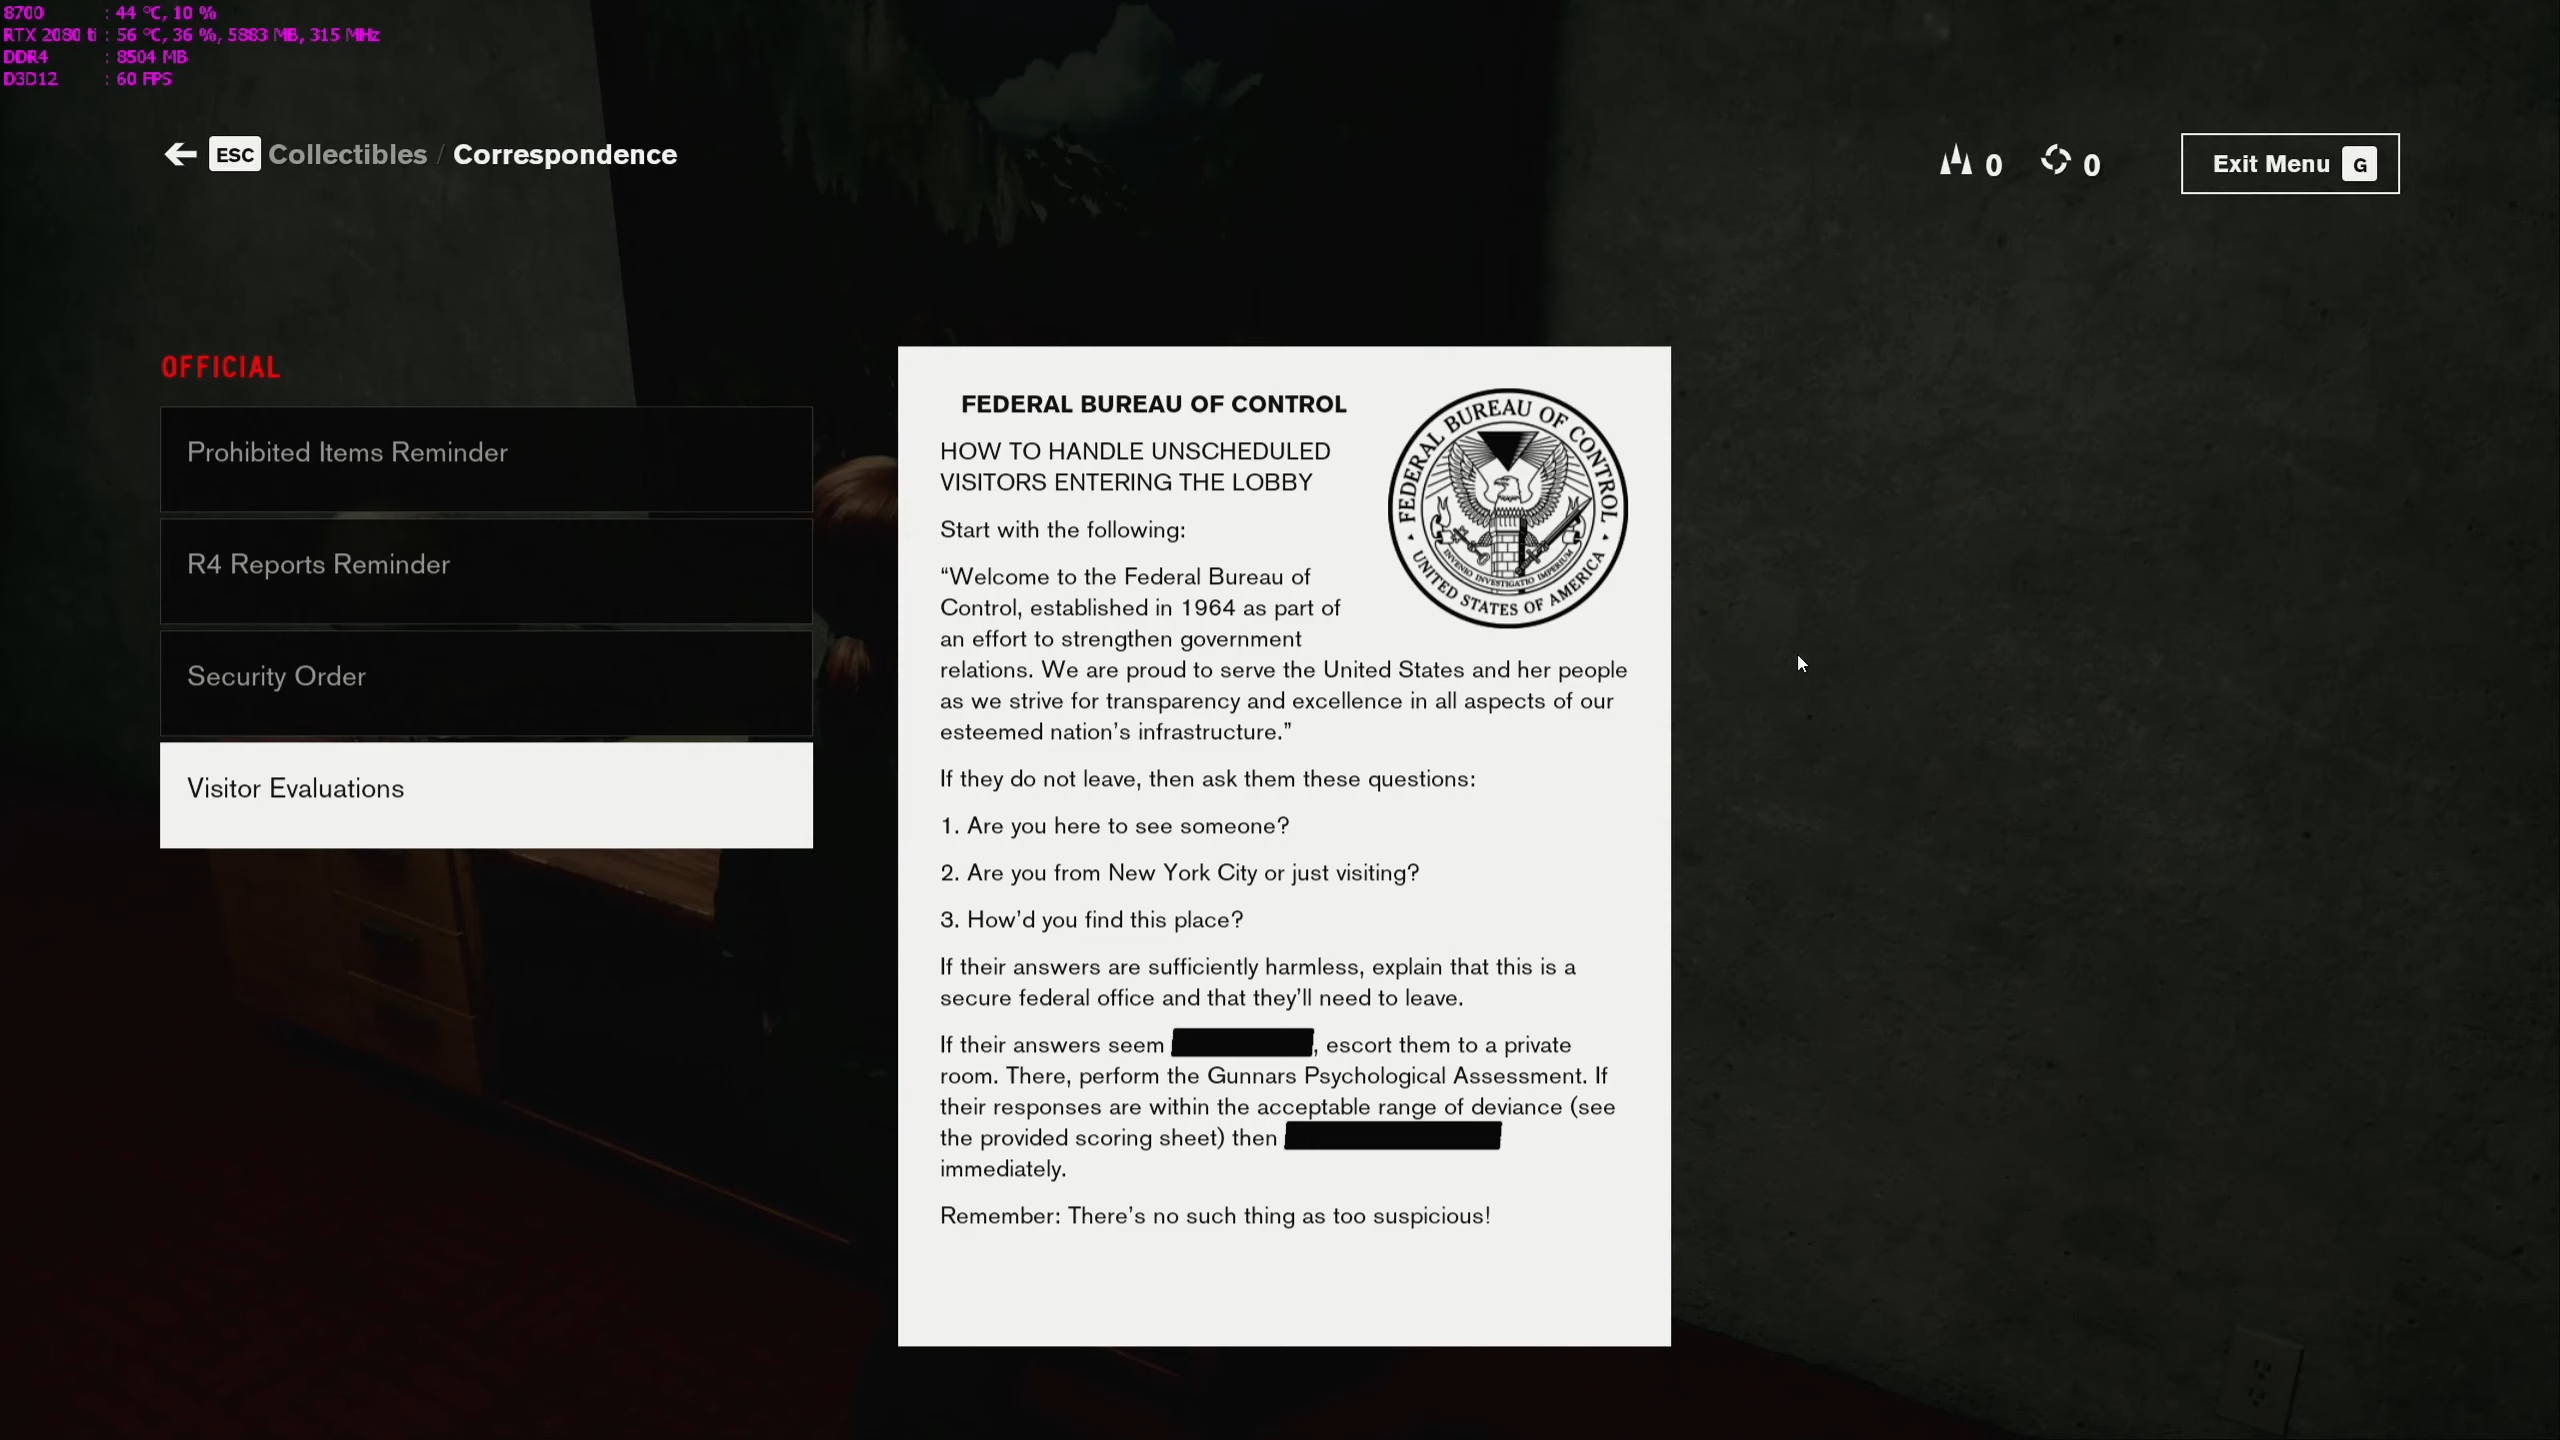 8700 : 44 °C, 10 %
RTX 2080 ti : 56 °C, 36 %, 5883 MB, 315 MHz
DDR4 : 8504 MB
D3D12 : 60 FPS
ESC Collectibles / Correspondence
0 0
Exit Menu G
OFFICIAL
Prohibited Items Reminder
R4 Reports Reminder
Security Order
Visitor Evaluations
FEDERAL BUREAU OF CONTROL
HOW TO HANDLE UNSCHEDULED
VISITORS ENTERING THE LOBBY
FEDERAL BUREAU OF CONTROL
INVENIO INVESTIGATIO IMPERIUM
UNITED STATES OF AMERICA
Start with the following:
“Welcome to the Federal Bureau of
Control, established in 1964 as part of
an effort to strengthen government
relations. We are proud to serve the United States and her people
as we strive for transparency and excellence in all aspects of our
esteemed nation’s infrastructure.”
If they do not leave, then ask them these questions:
1. Are you here to see someone?
2. Are you from New York City or just visiting?
3. How’d you find this place?
If their answers are sufficiently harmless, explain that this is a
secure federal office and that they’ll need to leave.
If their answers seem , escort them to a private
room. There, perform the Gunnars Psychological Assessment. If
their responses are within the acceptable range of deviance (see
the provided scoring sheet) then
immediately.
Remember: There’s no such thing as too suspicious!